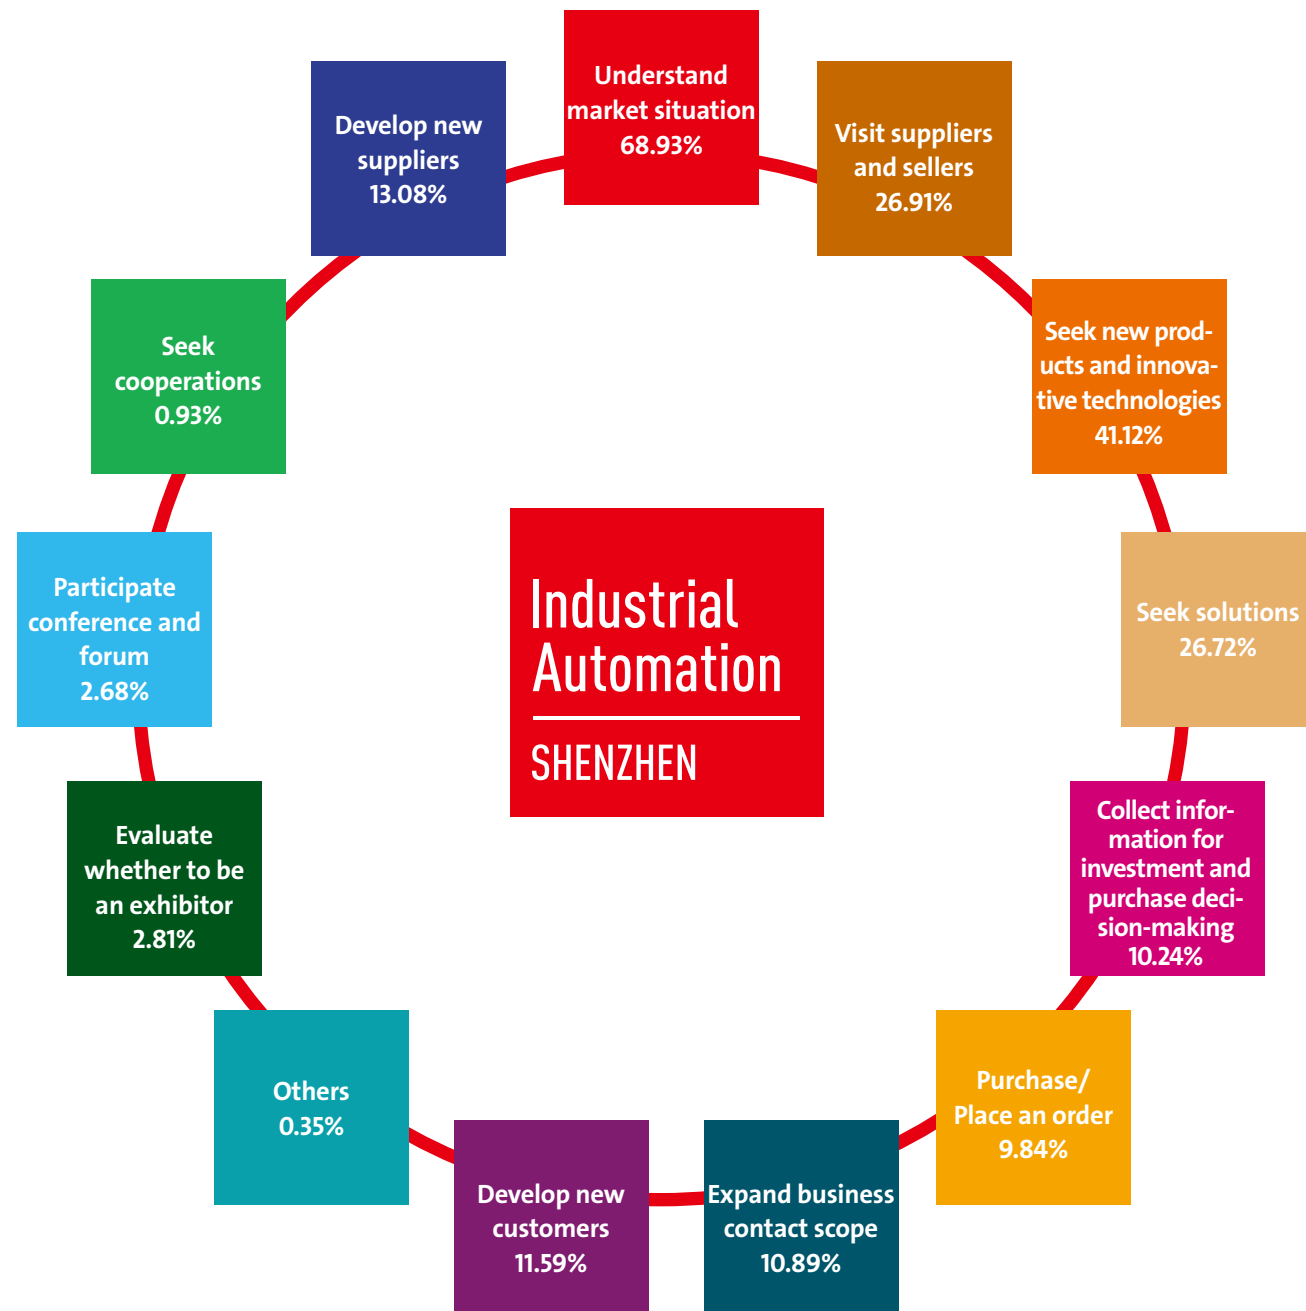 Understand
market situation
68.93%
Visit suppliers
and sellers
26.91%
Seek new prod-
ucts and innova-
tive technologies
41.12%
Seek solutions
26.72%
Collect infor-
mation for
investment and
purchase deci-
sion-making
10.24%
Purchase/
Place an order
9.84%
Expand business
contact scope
10.89%
Develop new
customers
11.59%
Others
0.35%
Evaluate
whether to be
an exhibitor
2.81%
Participate
conference and
forum
2.68%
Seek
cooperations
0.93%
Develop new
suppliers
13.08%
Industrial
Automation
SHENZHEN